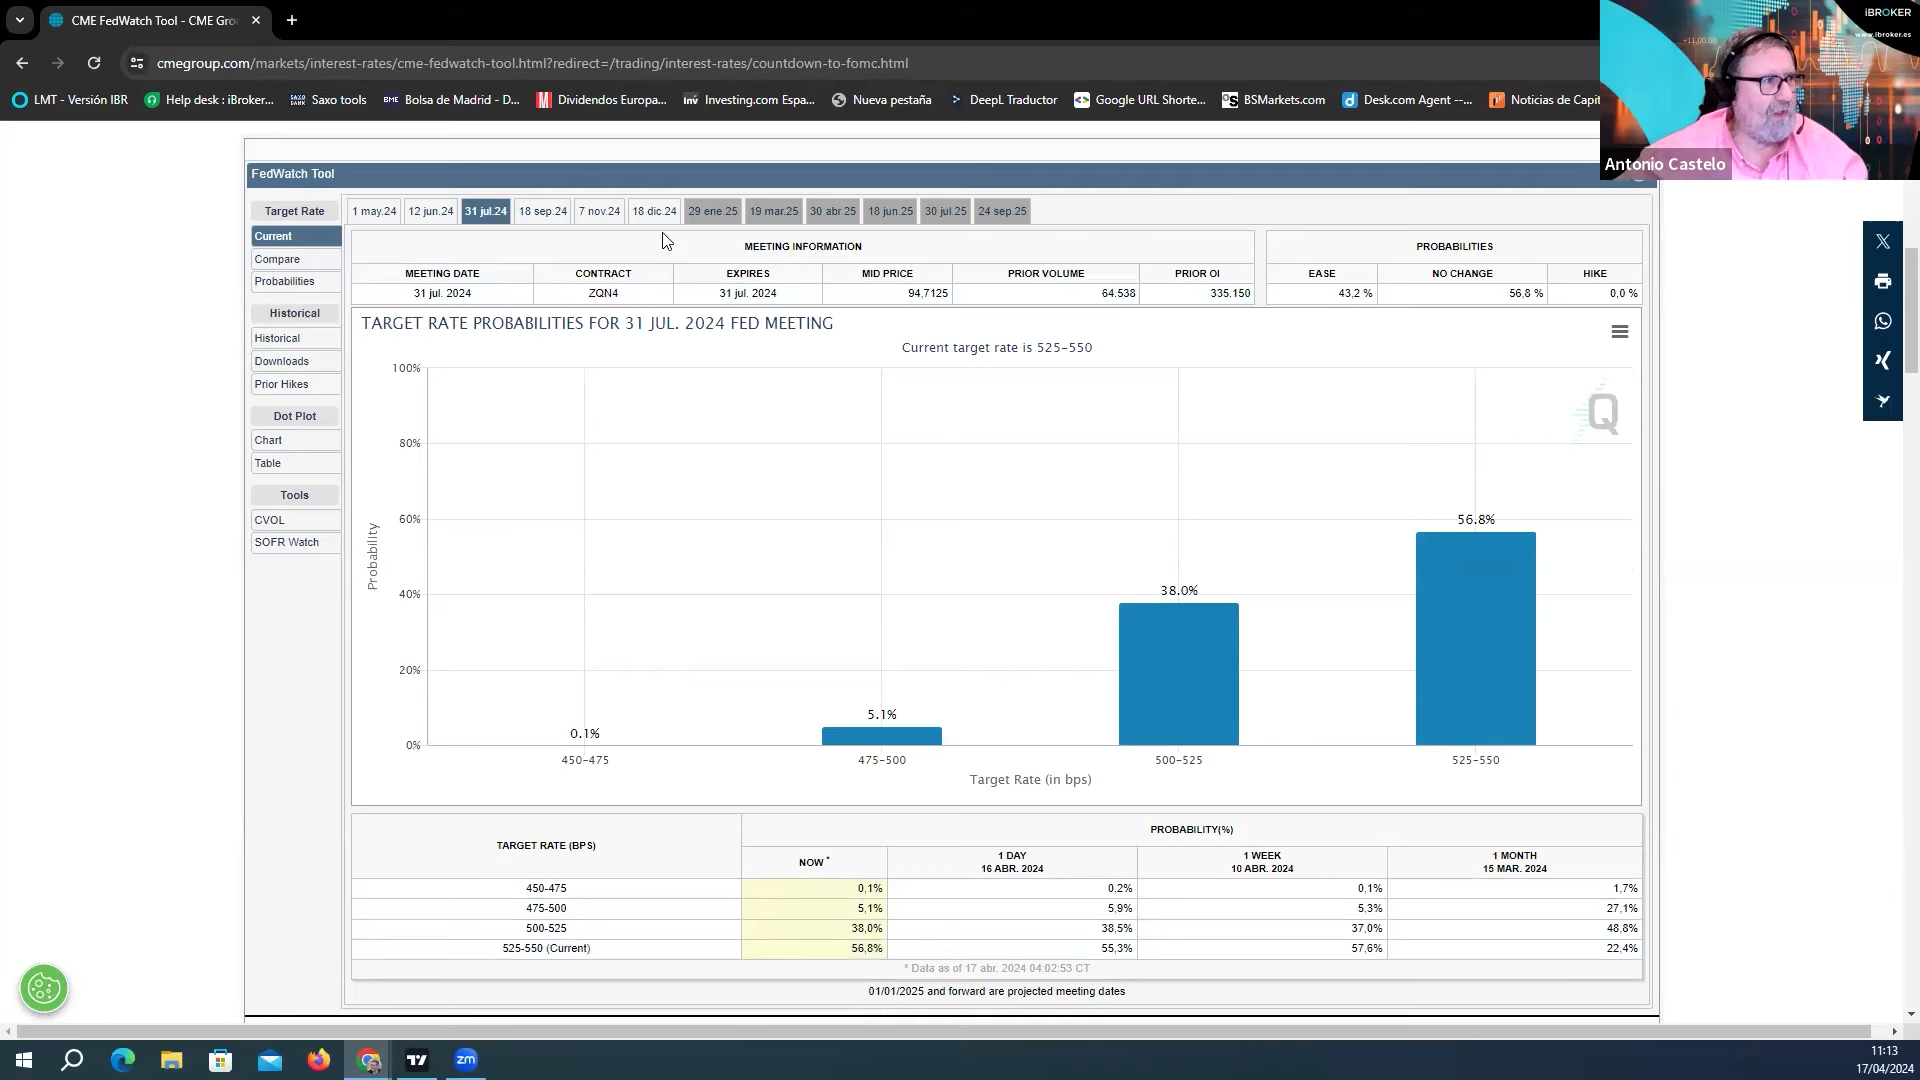 CME FedWatch Tool - CME Gro
cmegroup.com/markets/interest-rates/cme-fedwatch-tool.html?redirect=/trading/interest-rates/countdown-to-fomc.html
LMT - Versión IBR
Help desk : iBroker...
SAXO BANK
Saxo tools
BME
Bolsa de Madrid - D...
Dividendos Europa...
Inv
Investing.com Espa...
Nueva pestaña
DeepL Traductor
Google URL Shorte...
BSMarkets.com
Desk.com Agent --...
Noticias de Capit
iBROKER
www.ibroker.es
+11,00.00
Antonio Castelo
FedWatch Tool
Target Rate
Current
Compare
Probabilities
Historical
Historical
Downloads
Prior Hikes
Dot Plot
Chart
Table
Tools
CVOL
SOFR Watch
1 may.24 12 jun.24 31 jul.24 18 sep.24 7 nov.24 18 dic.24 29 ene.25 19 mar.25 30 abr.25 18 jun.25 30 jul.25 24 sep.25
MEETING INFORMATION
MEETING DATE CONTRACT EXPIRES MID PRICE PRIOR VOLUME PRIOR OI
31 jul. 2024 ZQN4 31 jul. 2024 94,7125 64.538 335.150
PROBABILITIES
EASE NO CHANGE HIKE
43,2 % 56,8 % 0,0 %
TARGET RATE PROBABILITIES FOR 31 JUL. 2024 FED MEETING
Current target rate is 525-550
Q
Probability
100%
80%
60%
40%
20%
0%
0.1%
5.1%
38.0%
56.8%
450-475 475-500 500-525 525-550
Target Rate (in bps)
TARGET RATE (BPS)
PROBABILITY(%)
NOW *
1 DAY
16 ABR. 2024
1 WEEK
10 ABR. 2024
1 MONTH
15 MAR. 2024
450-475 0,1% 0,2% 0,1% 1,7%
475-500 5,1% 5,9% 5,3% 27,1%
500-525 38,0% 38,5% 37,0% 48,8%
525-550 (Current) 56,8% 55,3% 57,6% 22,4%
* Data as of 17 abr. 2024 04:02:53 CT
01/01/2025 and forward are projected meeting dates
zm
11:13
17/04/2024